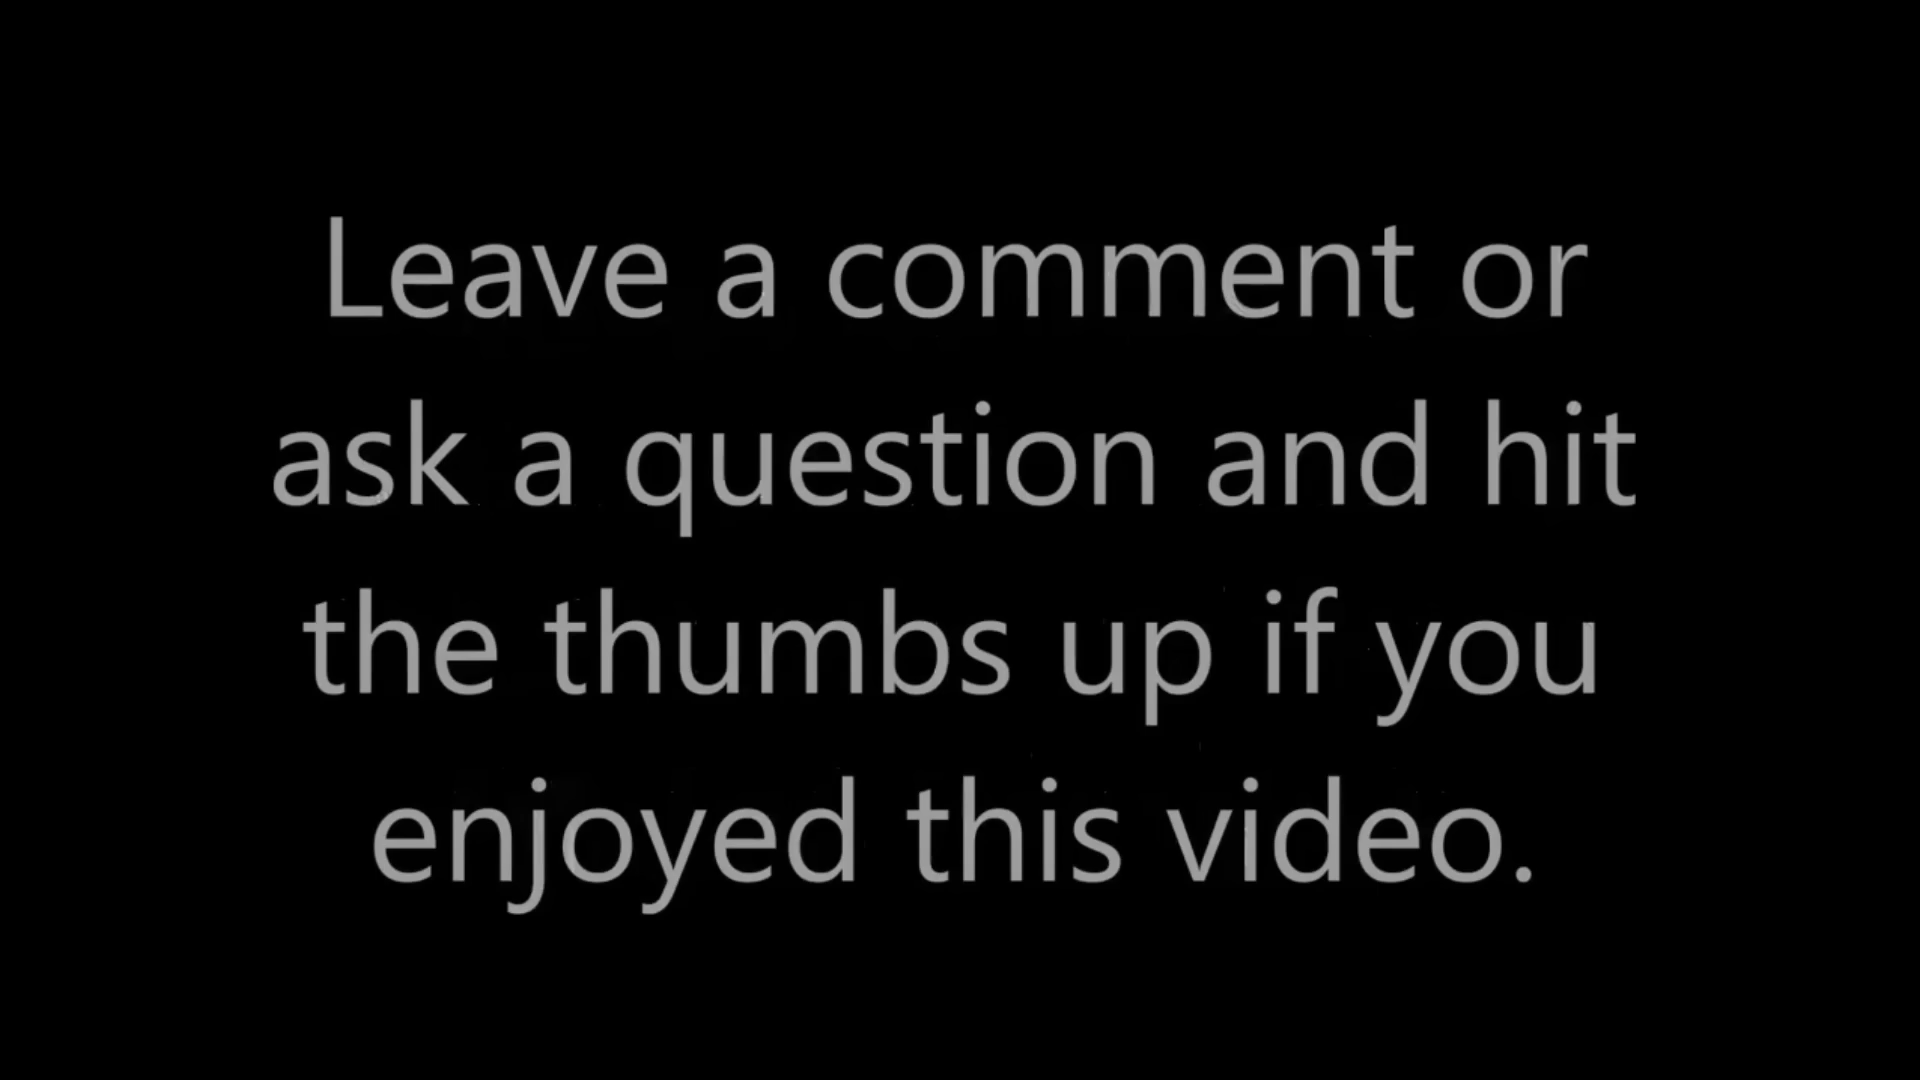 Leave a comment or
ask a question and hit
the thumbs up if you
enjoyed this video.